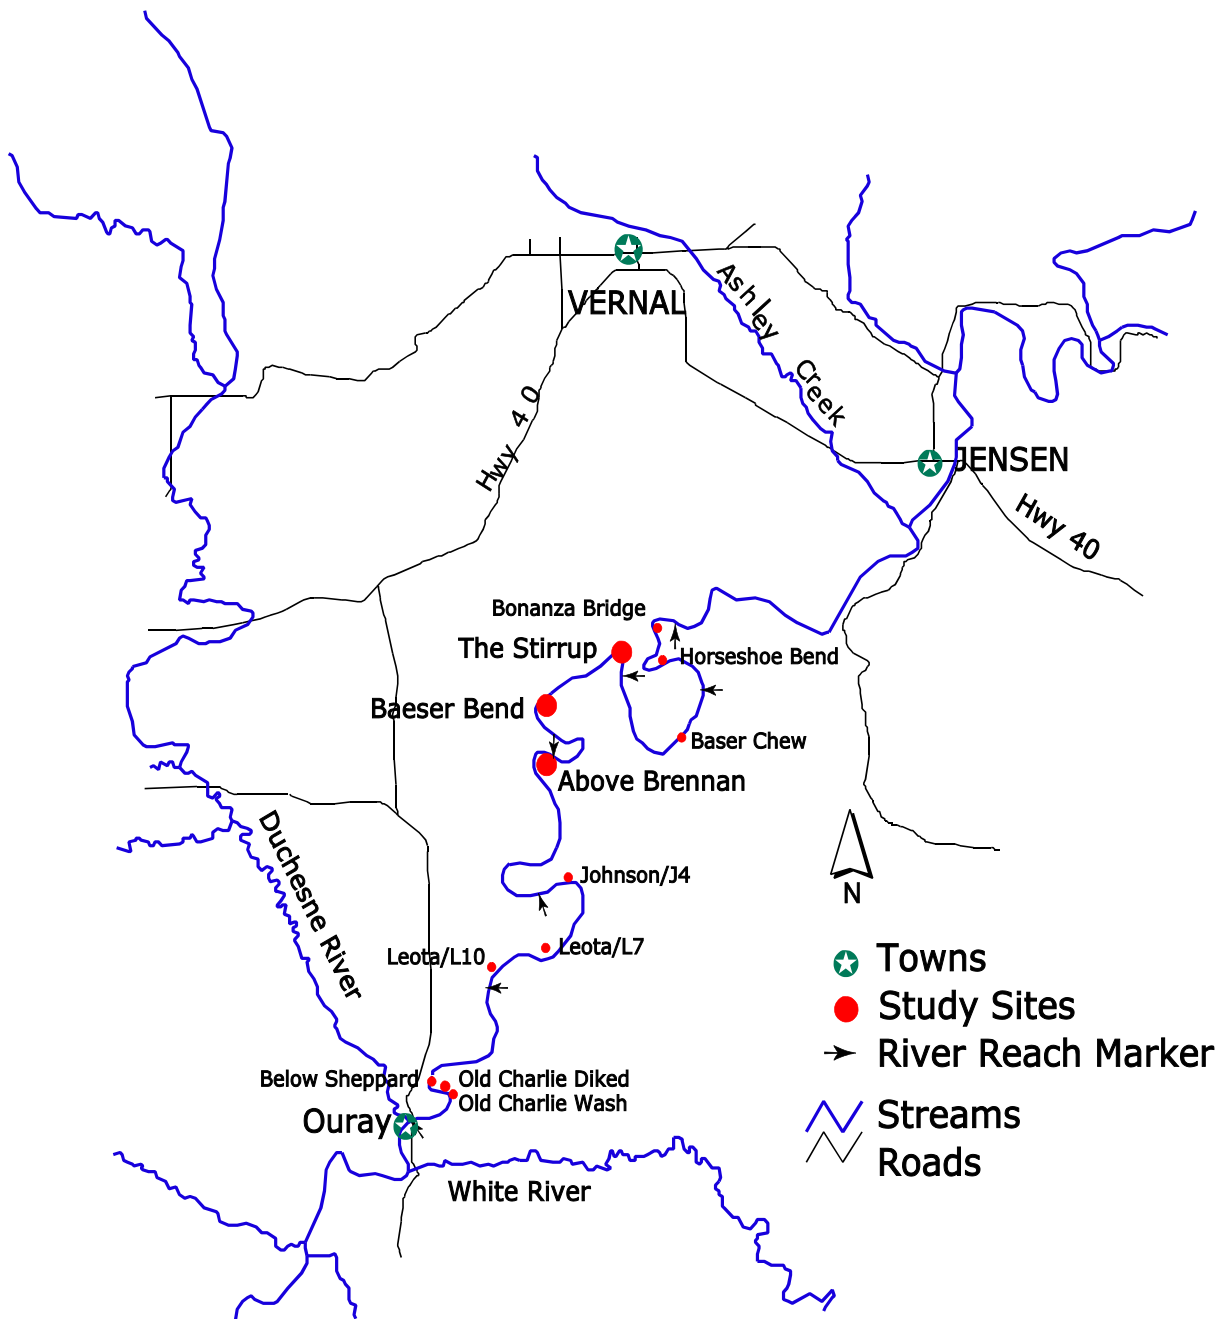 VERNAL
Ashley Creek
Hwy 40
JENSEN
Hwy 40
Bonanza Bridge
The Stirrup
Horseshoe Bend
Baeser Bend
Baser Chew
Above Brennan
Duchesne River
Johnson/J4
N
Leota/L7
Leota/L10
Towns
Study Sites
River Reach Marker
Below Sheppard
Old Charlie Diked
Old Charlie Wash
Ouray
Streams
Roads
White River